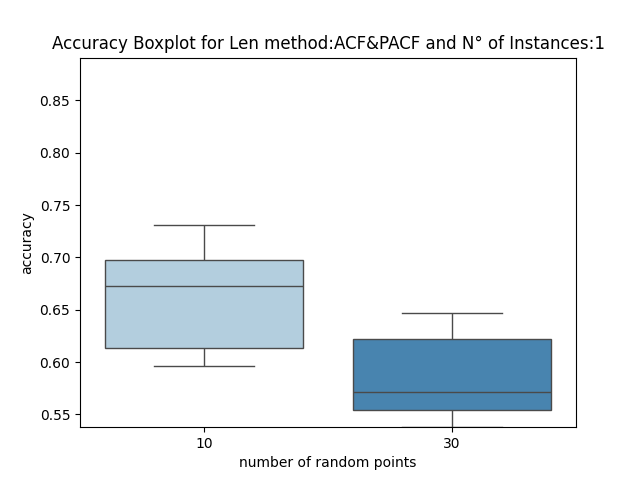 Accuracy Boxplot for Len method:ACF&PACF and N° of Instances:1
0.85
0.80
0.75
0.70
0.65
0.60
0.55
accuracy
10 30
number of random points